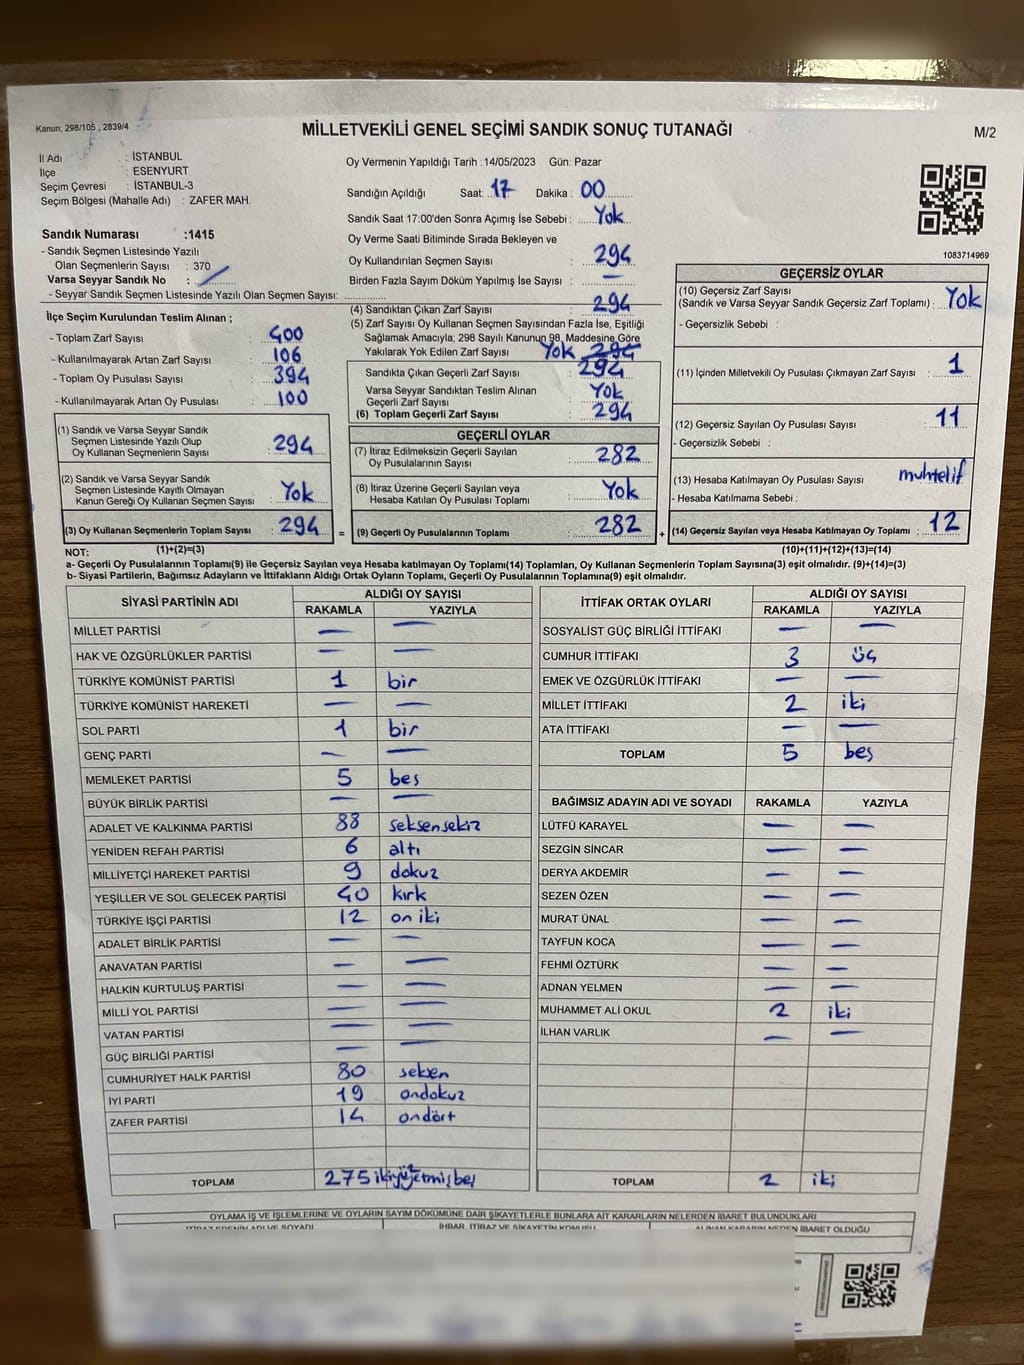 Kanun; 298/105 , 2839/4
MİLLETVEKİLİ GENEL SEÇİMİ SANDIK SONUÇ TUTANAĞI
M/2
İl Adı : İSTANBUL
İlçe : ESENYURT
Seçim Çevresi : İSTANBUL-3
Seçim Bölgesi (Mahalle Adı) : ZAFER MAH.
Sandık Numarası :1415
- Sandık Seçmen Listesinde Yazılı
Olan Seçmenlerin Sayısı : 370
Varsa Seyyar Sandık No :
- Seyyar Sandık Seçmen Listesinde Yazılı Olan Seçmen Sayısı:
İlçe Seçim Kurulundan Teslim Alınan ;
- Toplam Zarf Sayısı : 400
- Kullanılmayarak Artan Zarf Sayısı : 106
- Toplam Oy Pusulası Sayısı : 394
- Kullanılmayarak Artan Oy Pusulası : 100
Oy Vermenin Yapıldığı Tarih :14/05/2023 Gün: Pazar
Sandığın Açıldığı Saat: 17 Dakika : 00
Sandık Saat 17:00'den Sonra Açımış İse Sebebi : Yok
Oy Verme Saati Bitiminde Sırada Bekleyen ve
Oy Kullandırılan Seçmen Sayısı : 294
Birden Fazla Sayım Döküm Yapılmış İse Sayısı : —
(4) Sandıktan Çıkan Zarf Sayısı : 294
(5) Zarf Sayısı Oy Kullanan Seçmen Sayısından Fazla İse, Eşitliği
Sağlamak Amacıyla; 298 Sayılı Kanunun 98. Maddesine Göre
Yakılarak Yok Edilen Zarf Sayısı Yok 294
Sandıkta Çıkan Geçerli Zarf Sayısı : 294
Varsa Seyyar Sandıktan Teslim Alınan
Geçerli Zarf Sayısı : Yok
(6) Toplam Geçerli Zarf Sayısı : 294
1083714969
GEÇERSİZ OYLAR
(10) Geçersiz Zarf Sayısı
(Sandık ve Varsa Seyyar Sandık Geçersiz Zarf Toplamı) : Yok
- Geçersizlik Sebebi :
(11) İçinden Milletvekili Oy Pusulası Çıkmayan Zarf Sayısı : 1
(12) Geçersiz Sayılan Oy Pusulası Sayısı : 11
- Geçersizlik Sebebi :
(13) Hesaba Katılmayan Oy Pusulası Sayısı : muhtelif
- Hesaba Katılmama Sebebi :
(14) Geçersiz Sayılan veya Hesaba Katılmayan Oy Toplamı : 12
(1) Sandık ve Varsa Seyyar Sandık
Seçmen Listesinde Yazılı Olup
Oy Kullanan Seçmenlerin Sayısı : 294
(2) Sandık ve Varsa Seyyar Sandık
Seçmen Listesinde Kayıtlı Olmayan
Kanun Gereği Oy Kullanan Seçmen Sayısı : Yok
(3) Oy Kullanan Seçmenlerin Toplam Sayısı : 294 =
GEÇERLİ OYLAR
(7) İtiraz Edilmeksizin Geçerli Sayılan
Oy Pusulalarının Sayısı : 282
(8) İtiraz Üzerine Geçerli Sayılan veya
Hesaba Katılan Oy Pusulası Toplamı : Yok
(9) Geçerli Oy Pusulalarının Toplamı : 282 +
NOT: (1)+(2)=(3)
(10)+(11)+(12)+(13)=(14)
a- Geçerli Oy Pusulalarının Toplamı(9) ile Geçersiz Sayılan veya Hesaba katılmayan Oy Toplamı(14) Toplamları, Oy Kullanan Seçmenlerin Toplam Sayısına(3) eşit olmalıdır. (9)+(14)=(3)
b- Siyasi Partilerin, Bağımsız Adayların ve İttifakların Aldığı Ortak Oyların Toplamı, Geçerli Oy Pusulalarının Toplamına(9) eşit olmalıdır.
SİYASİ PARTİNİN ADI
ALDIĞI OY SAYISI
RAKAMLA YAZIYLA
MİLLET PARTİSİ — —
HAK VE ÖZGÜRLÜKLER PARTİSİ — —
TÜRKİYE KOMÜNİST PARTİSİ 1 bir
TÜRKİYE KOMÜNİST HAREKETİ — —
SOL PARTİ 1 bir
GENÇ PARTİ — —
MEMLEKET PARTİSİ 5 beş
BÜYÜK BİRLİK PARTİSİ — —
ADALET VE KALKINMA PARTİSİ 88 seksensekiz
YENİDEN REFAH PARTİSİ 6 altı
MİLLİYETÇİ HAREKET PARTİSİ 9 dokuz
YEŞİLLER VE SOL GELECEK PARTİSİ 40 kırk
TÜRKİYE İŞÇİ PARTİSİ 12 on iki
ADALET BİRLİK PARTİSİ — —
ANAVATAN PARTİSİ — —
HALKIN KURTULUŞ PARTİSİ — —
MİLLİ YOL PARTİSİ — —
VATAN PARTİSİ — —
GÜÇ BİRLİĞİ PARTİSİ — —
CUMHURİYET HALK PARTİSİ 80 seksen
İYİ PARTİ 19 ondokuz
ZAFER PARTİSİ 14 ondört
TOPLAM 275 ikiyüzyetmişbeş
İTTİFAK ORTAK OYLARI
ALDIĞI OY SAYISI
RAKAMLA YAZIYLA
SOSYALİST GÜÇ BİRLİĞİ İTTİFAKI — —
CUMHUR İTTİFAKI 3 üç
EMEK VE ÖZGÜRLÜK İTTİFAKI — —
MİLLET İTTİFAKI 2 iki
ATA İTTİFAKI — —
TOPLAM 5 beş
BAĞIMSIZ ADAYIN ADI VE SOYADI RAKAMLA YAZIYLA
LÜTFÜ KARAYEL — —
SEZGİN SİNCAR — —
DERYA AKDEMİR — —
SEZEN ÖZEN — —
MURAT ÜNAL — —
TAYFUN KOCA — —
FEHMİ ÖZTÜRK — —
ADNAN YELMEN — —
MUHAMMET ALİ OKUL 2 iki
İLHAN VARLIK — —
TOPLAM 2 iki
OYLAMA İŞ VE İŞLEMLERİNE VE OYLARIN SAYIM DÖKÜMÜNE DAİR ŞİKAYETLERLE BUNLARA AİT KARARLARIN NELERDEN İBARET BULUNDUKLARI
İTİRAZ EDENİN ADI VE SOYADI İHBAR, İTİRAZ VE ŞİKAYETİN KONUSU ALINAN KARARIN NEDEN İBARET OLDUĞU